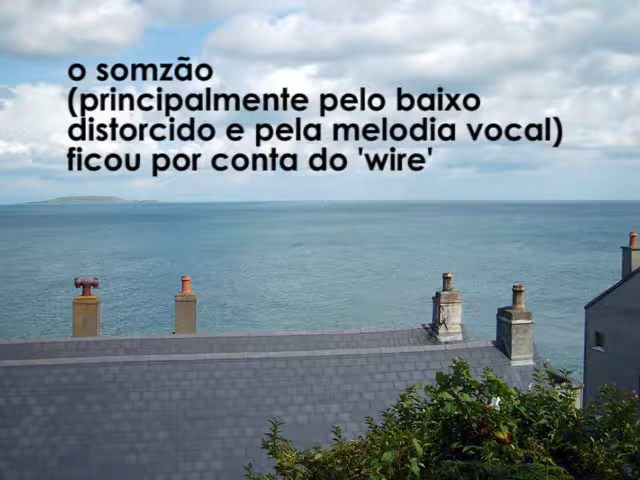 o somzão
(principalmente pelo baixo
distorcido e pela melodia vocal)
ficou por conta do 'wire'